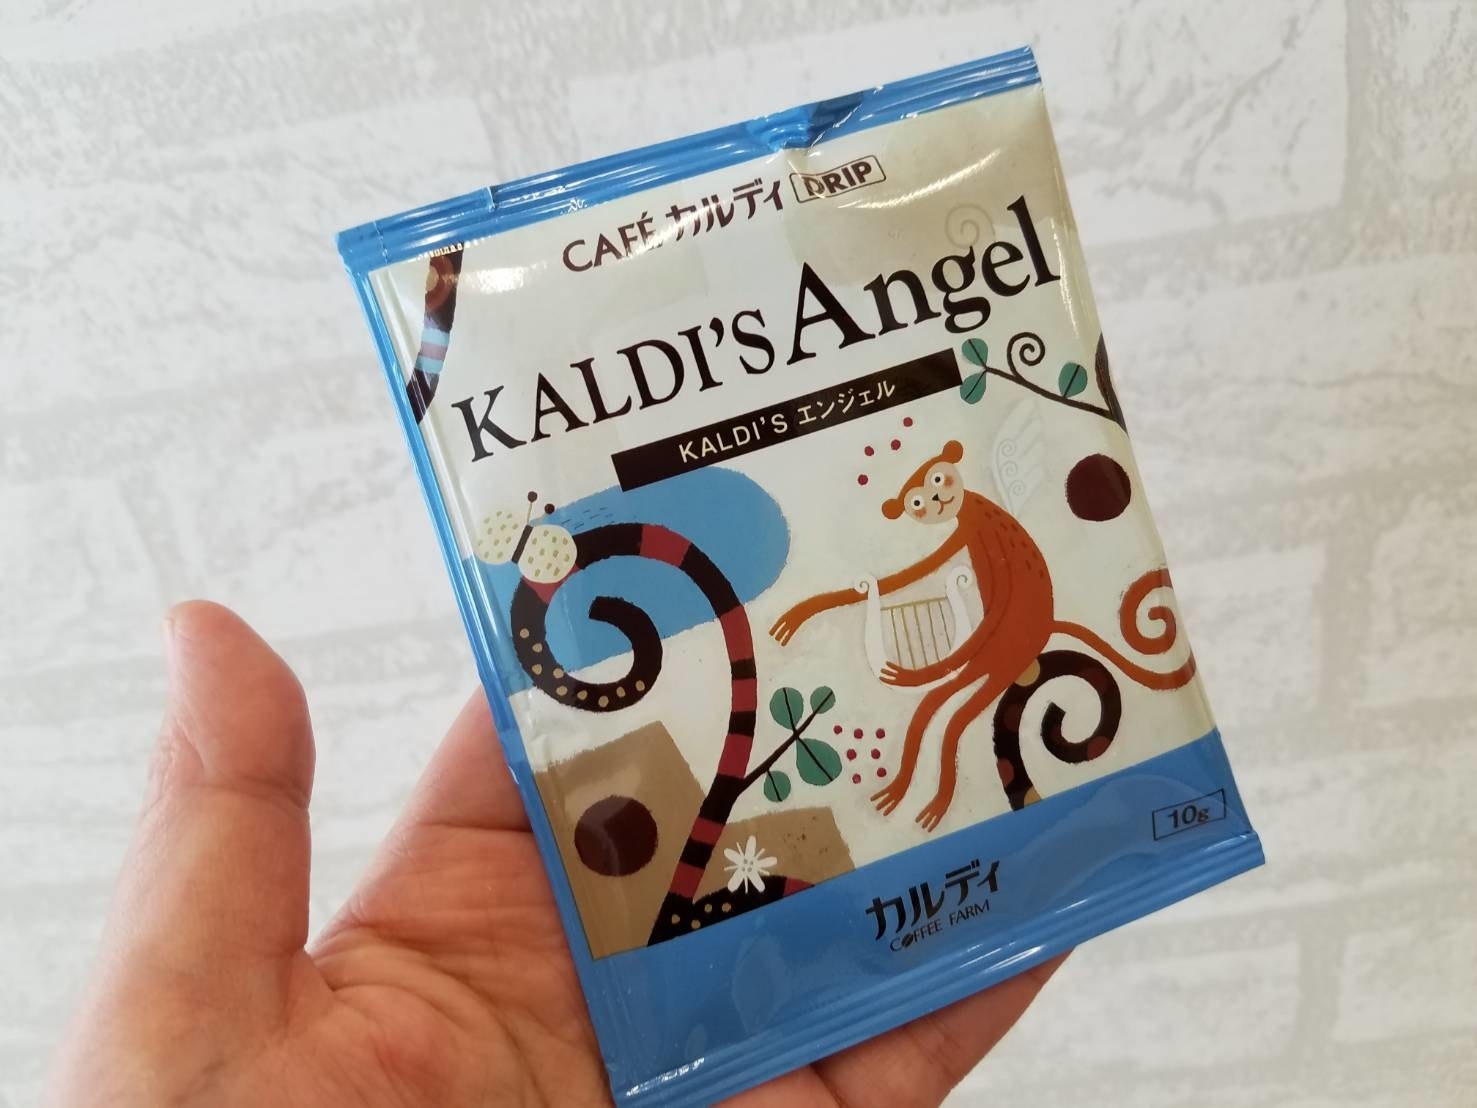 CAFÉ カルディ DRIP
KALDI'S Angel
KALDI'S エンジェル
10g
カルディ
COFFEE FARM